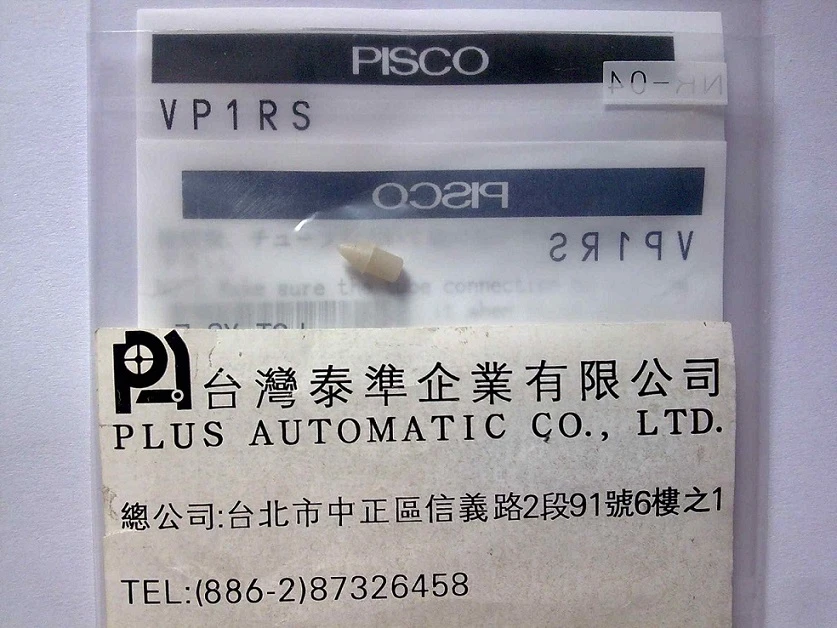 PISCO
NR-04
VP1RS
PISCO
VP1RS
台灣泰準企業有限公司
PLUS AUTOMATIC CO., LTD.
總公司:台北市中正區信義路2段91號6樓之1
TEL:(886-2)87326458